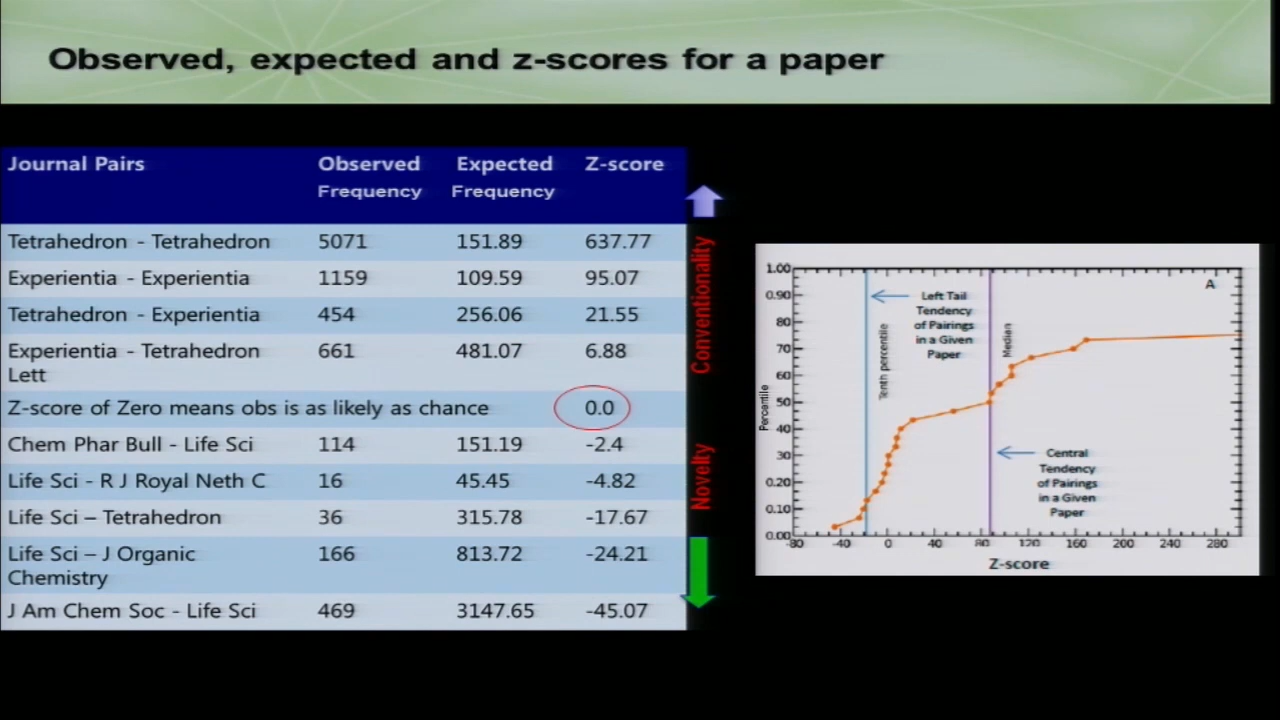 Observed, expected and z-scores for a paper
Journal Pairs Observed Frequency Expected Frequency Z-score
Tetrahedron - Tetrahedron 5071 151.89 637.77
Experientia - Experientia 1159 109.59 95.07
Tetrahedron - Experientia 454 256.06 21.55
Experientia - Tetrahedron Lett 661 481.07 6.88
Z-score of Zero means obs is as likely as chance 0.0
Chem Phar Bull - Life Sci 114 151.19 -2.4
Life Sci - R J Royal Neth C 16 45.45 -4.82
Life Sci – Tetrahedron 36 315.78 -17.67
Life Sci – J Organic Chemistry 166 813.72 -24.21
J Am Chem Soc - Life Sci 469 3147.65 -45.07
Conventionality
Novelty
A
Left Tail
Tendency
of Pairings
in a Given
Paper
Tenth percentile
Median
Central
Tendency
of Pairings
in a Given
Paper
Percentile
1.00
0.90
80
70
60
50
40
30
0.20
0.10
0.00
-80 -40 0 40 80 120 160 200 240 280
Z-score